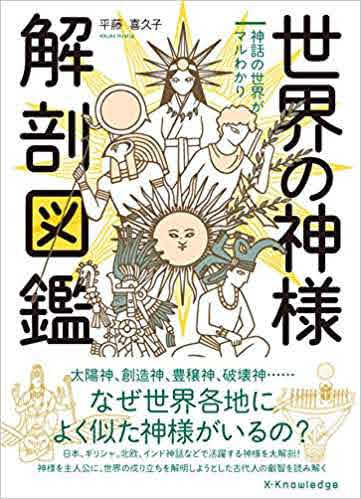 世界の神様
解剖図鑑
神話の世界が
マルわかり
平藤 喜久子
太陽神、創造神、豊穣神、破壊神……
なぜ世界各地に
よく似た神様がいるの?
日本、ギリシャ、北欧、インド神話などで活躍する神様を大解剖!
神様を主人公に、世界の成り立ちを解明しようとした古代人の叡智を読み解く
X-Knowledge